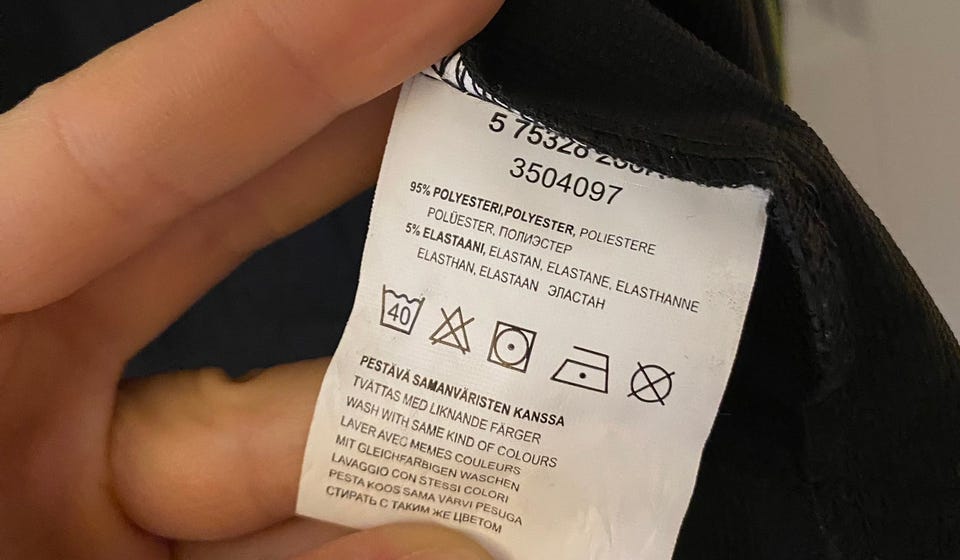 5 75328
3504097
95% POLYESTERI,POLYESTER, POLIESTERE
POLÜESTER, ПОЛИЭСТЕР
5% ELASTAANI, ELASTAN, ELASTANE, ELASTHANNE
ELASTHAN, ELASTAAN ЭЛАСТАН
40
PESTÄVÄ SAMANVÄRISTEN KANSSA
TVÄTTAS MED LIKNANDE FÄRGER
WASH WITH SAME KIND OF COLOURS
LAVER AVEC MEMES COULEURS
MIT GLEICHFARBIGEN WASCHEN
LAVAGGIO CON STESSI COLORI
PESTA KOOS SAMA VÄRVI PESUGA
СТИРАТЬ С ТАКИМ ЖЕ ЦВЕТОМ